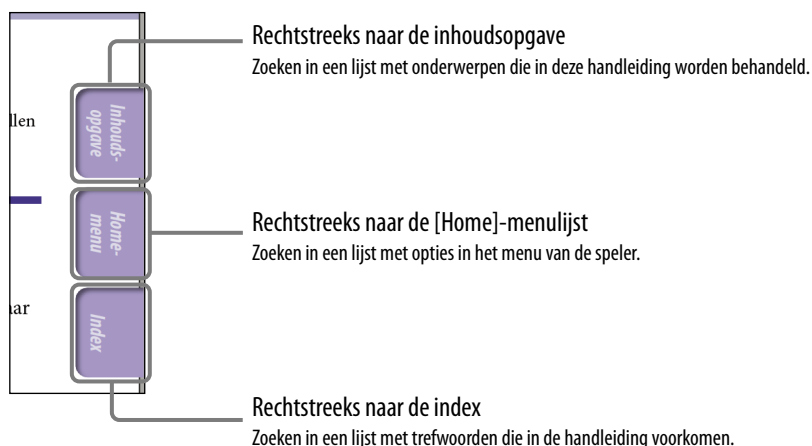 Rechtstreeks naar de inhoudsopgave
Zoeken in een lijst met onderwerpen die in deze handleiding worden behandeld.
llen
Inhouds-
opgave
Rechtstreeks naar de [Home]-menulijst
Zoeken in een lijst met opties in het menu van de speler.
Home-
menu
Index
Rechtstreeks naar de index
Zoeken in een lijst met trefwoorden die in de handleiding voorkomen.